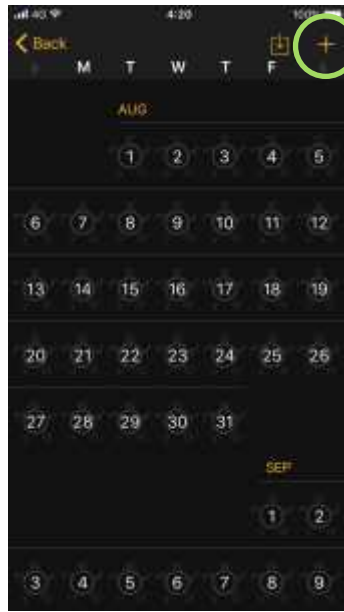 4G 4:20 100%
Back
M T W T F
AUG
1 2 3 4 5
6 7 8 9 10 11 12
13 14 15 16 17 18 19
20 21 22 23 24 25 26
27 28 29 30 31
SEP
1 2
3 4 5 6 7 8 9